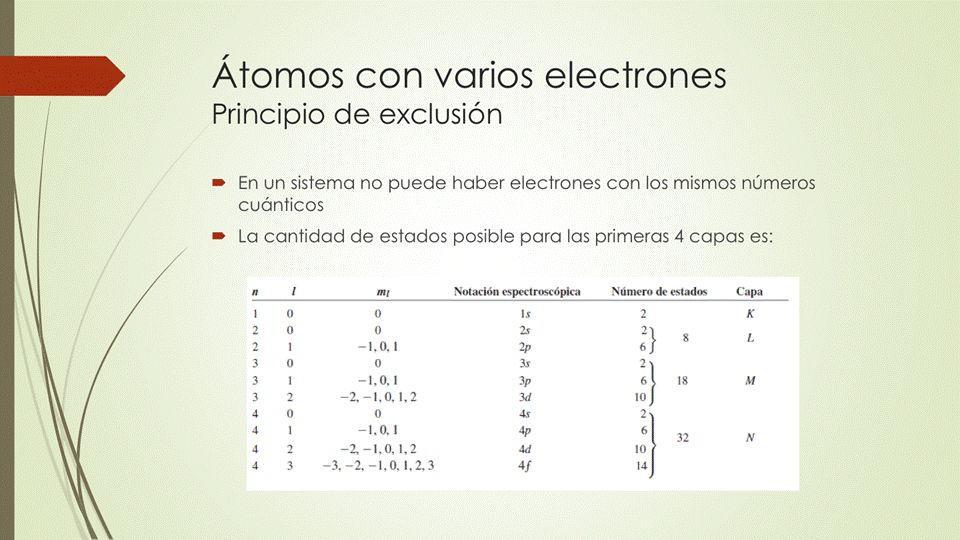 Átomos con varios electrones
Principio de exclusión
En un sistema no puede haber electrones con los mismos números
cuánticos
La cantidad de estados posible para las primeras 4 capas es:
n l ml Notación espectroscópica Número de estados Capa
1 0 0 1s 2 K
2 0 0 2s 2
8 L
2 1 −1, 0, 1 2p 6
3 0 0 3s 2
3 1 −1, 0, 1 3p 6 18 M
3 2 −2, −1, 0, 1, 2 3d 10
4 0 0 4s 2
4 1 −1, 0, 1 4p 6
32 N
4 2 −2, −1, 0, 1, 2 4d 10
4 3 −3, −2, −1, 0, 1, 2, 3 4f 14